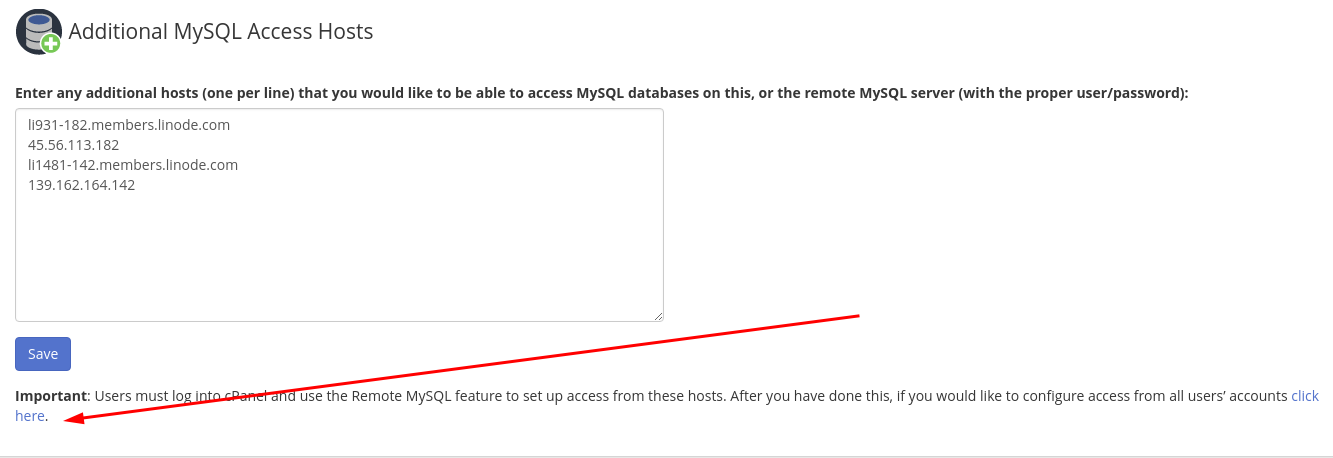 Additional MySQL Access Hosts
Enter any additional hosts (one per line) that you would like to be able to access MySQL databases on this, or the remote MySQL server (with the proper user/password):
li931-182.members.linode.com
45.56.113.182
li1481-142.members.linode.com
139.162.164.142
Save
Important: Users must log into cPanel and use the Remote MySQL feature to set up access from these hosts. After you have done this, if you would like to configure access from all users’ accounts click
here.